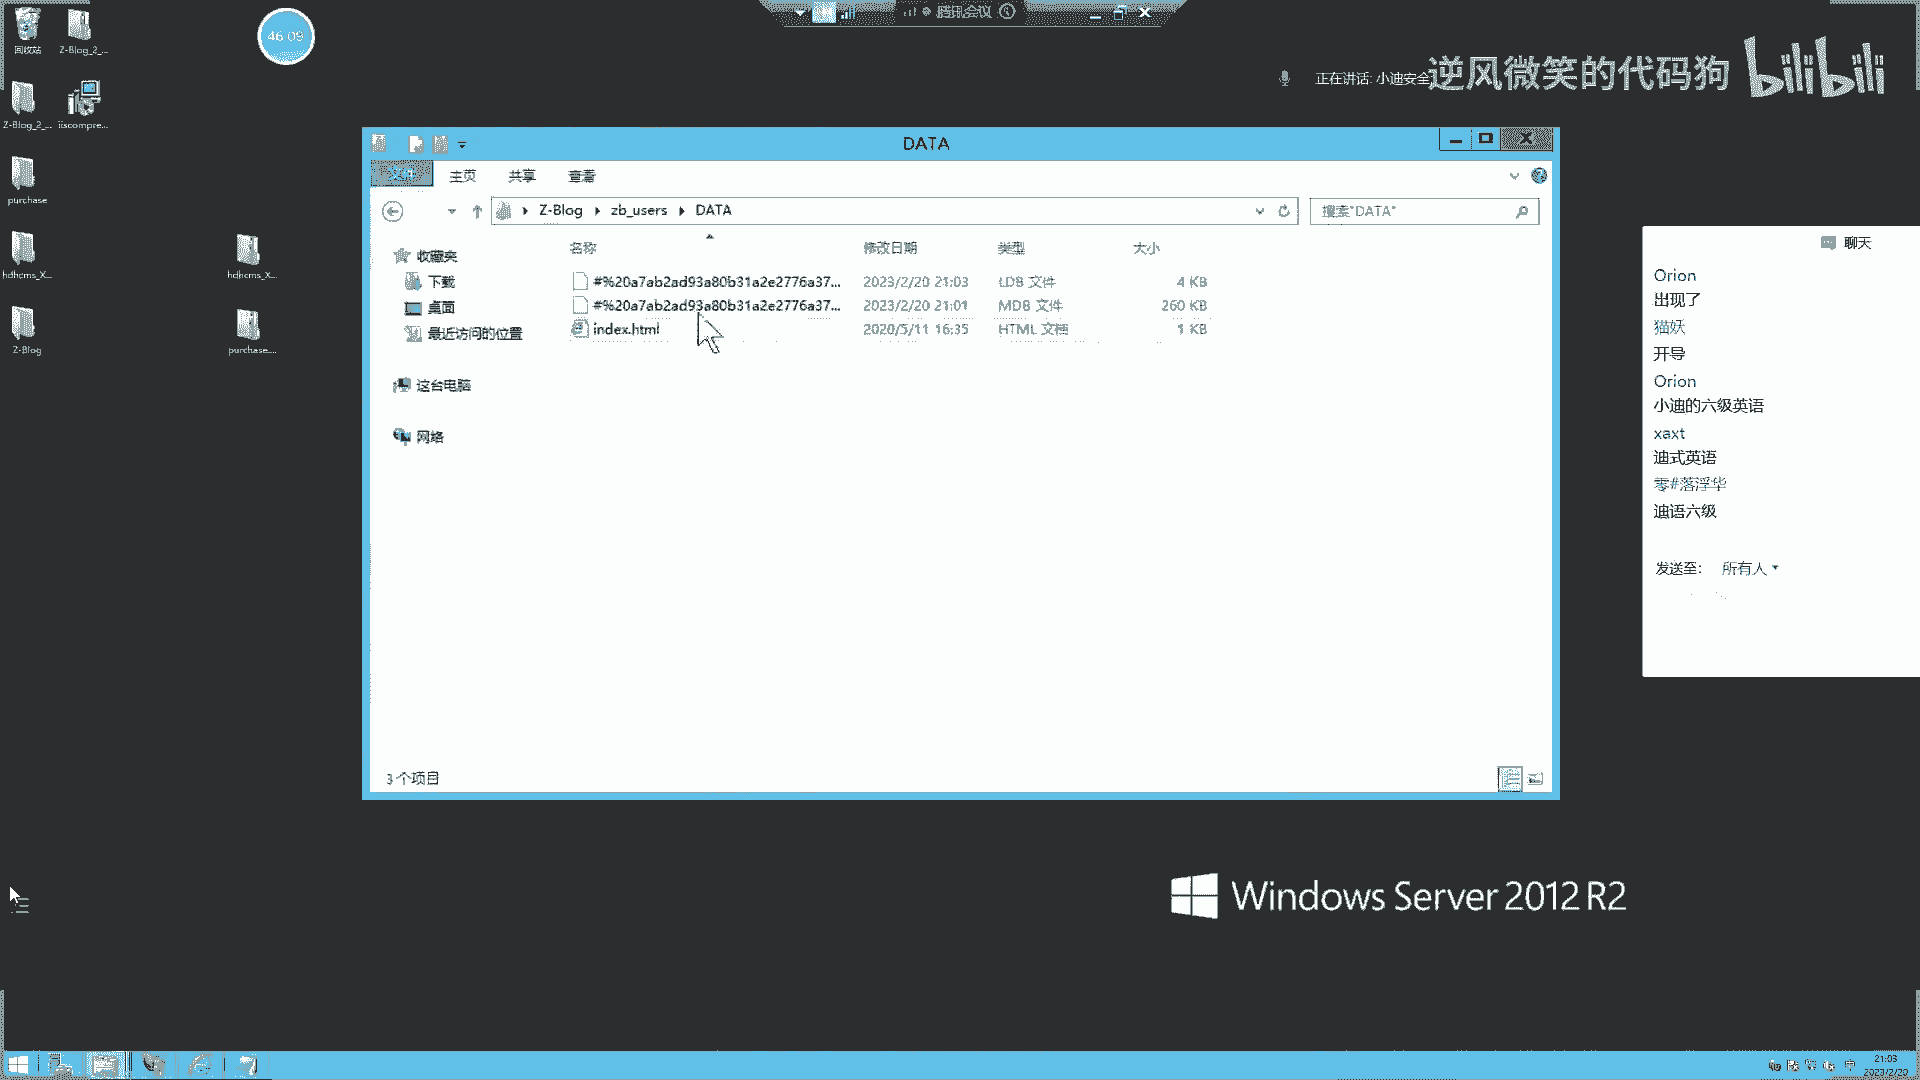 回收站
Z-Blog_2_...
46:09
腾讯会议
正在讲话: 小迪安全
逆风微笑的代码狗
bilibili
Z-Blog_2_...
iiscompre...
purchase
hdhcms_X...
hdhcms_X...
Z-Blog
purchase....
DATA
文件
主页
共享
查看
Z-Blog
zb_users
DATA
搜索"DATA"
收藏夹
下载
桌面
最近访问的位置
这台电脑
网络
名称
修改日期
类型
大小
#%20a7ab2ad93a80b31a2e2776a37...
2023/2/20 21:03
LDB 文件
4 KB
#%20a7ab2ad93a80b31a2e2776a37...
2023/2/20 21:01
MDB 文件
260 KB
index.html
2020/5/11 16:35
HTML 文档
1 KB
3 个项目
聊天
Orion
出现了
猫妖
开导
Orion
小迪的六级英语
xaxt
迪式英语
零#落浮华
迪语六级
发送至:
所有人
Windows Server 2012 R2
中
21:03
2023/2/20